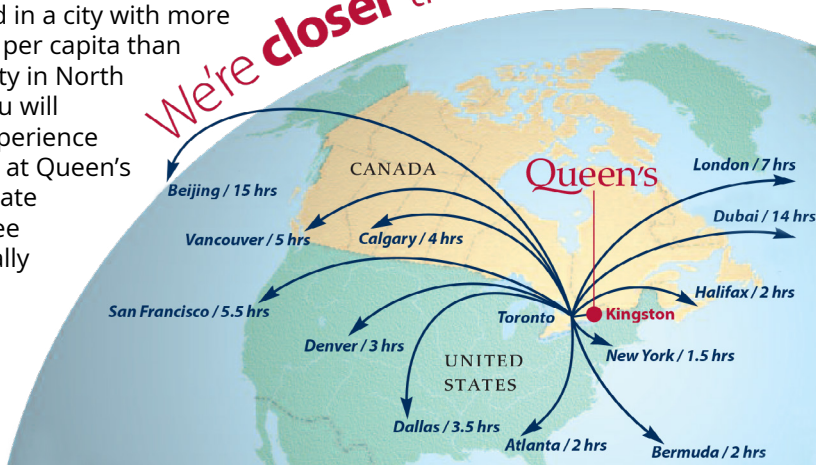 d in a city with more
per capita than
ty in North
u will
perience
at Queen's
ate
ee
ally
We're closer
CANADA
Queen's
London / 7 hrs
Beijing / 15 hrs
Dubai / 14 hrs
Vancouver / 5 hrs
Calgary / 4 hrs
Halifax / 2 hrs
San Francisco / 5.5 hrs
Toronto
Kingston
Denver / 3 hrs
New York / 1.5 hrs
UNITED
STATES
Dallas / 3.5 hrs
Atlanta / 2 hrs
Bermuda / 2 hrs